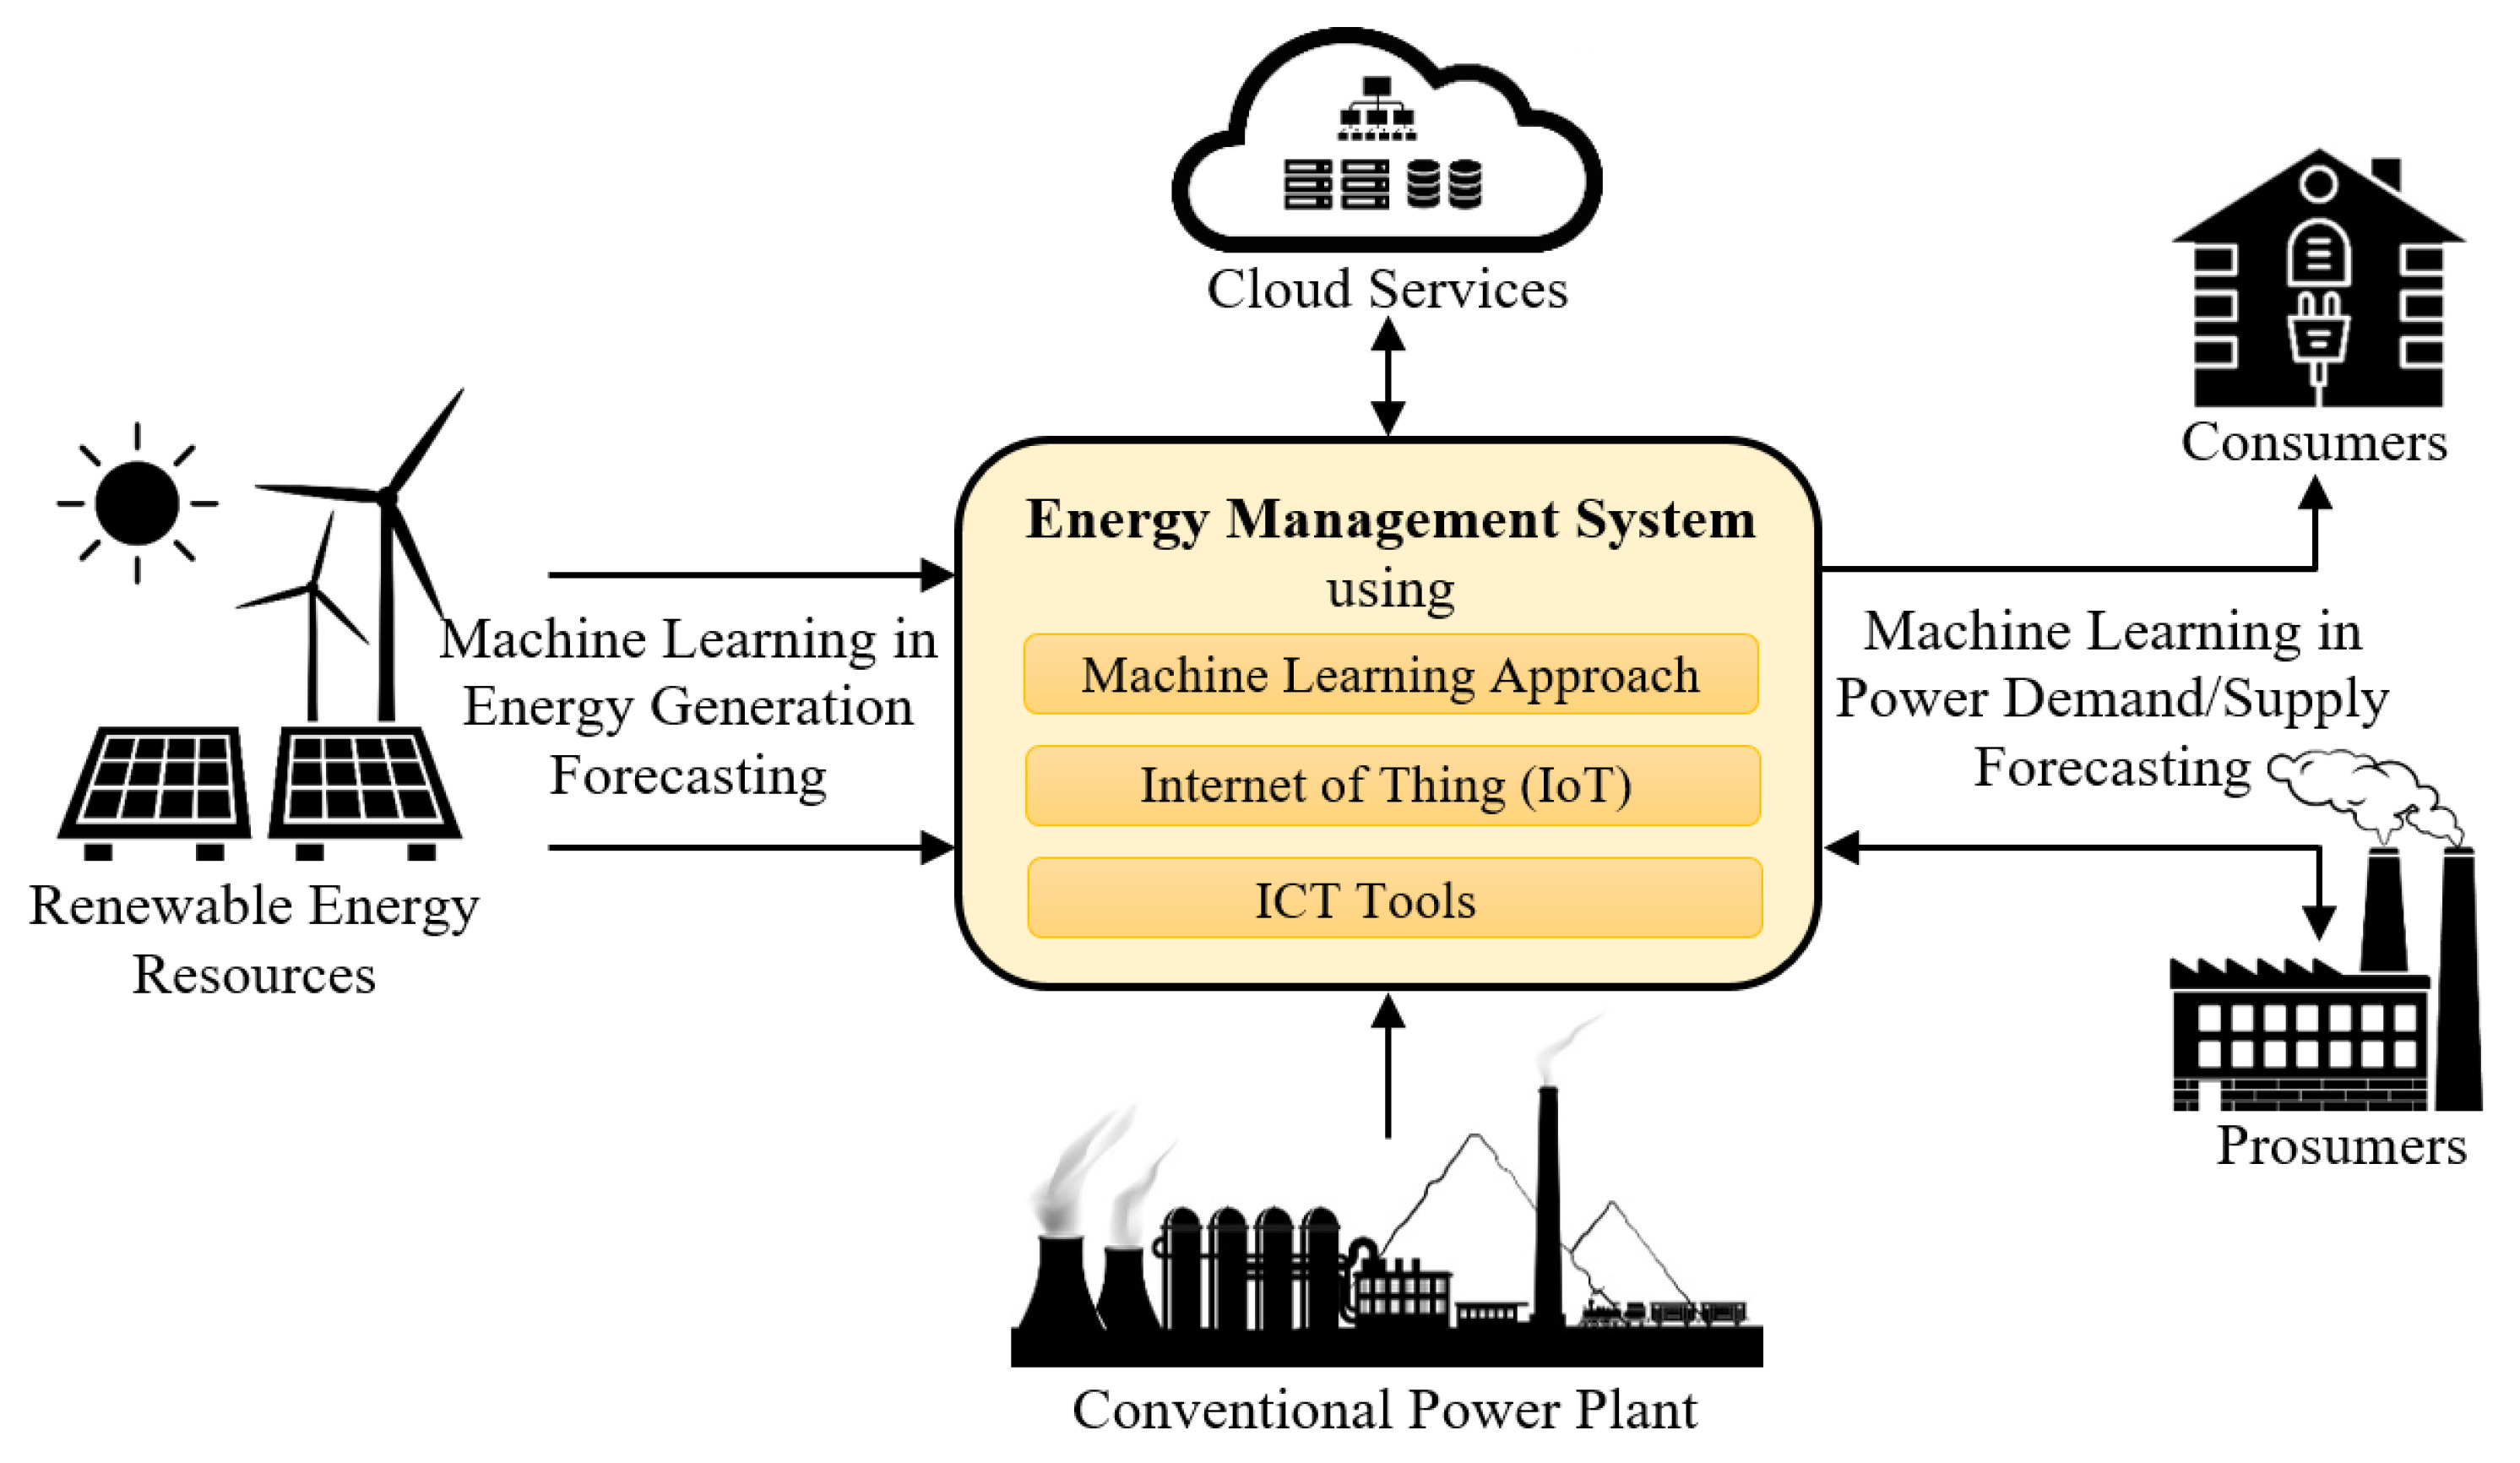 Cloud Services
Consumers
Energy Management System
using
Machine Learning Approach
Internet of Thing (IoT)
ICT Tools
Machine Learning in
Energy Generation
Forecasting
Machine Learning in
Power Demand/Supply
Forecasting
Renewable Energy
Resources
Prosumers
Conventional Power Plant